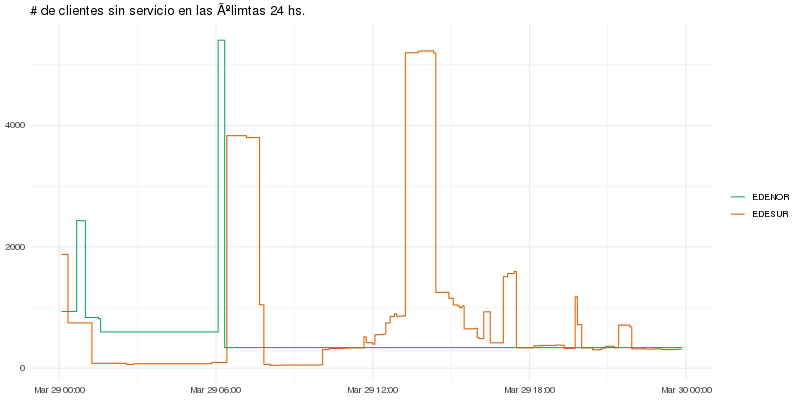 # de clientes sin servicio en las Ãºlimtas 24 hs.
4000
2000
0
Mar 29 00:00
Mar 29 06:00
Mar 29 12:00
Mar 29 18:00
Mar 30 00:00
EDENOR
EDESUR